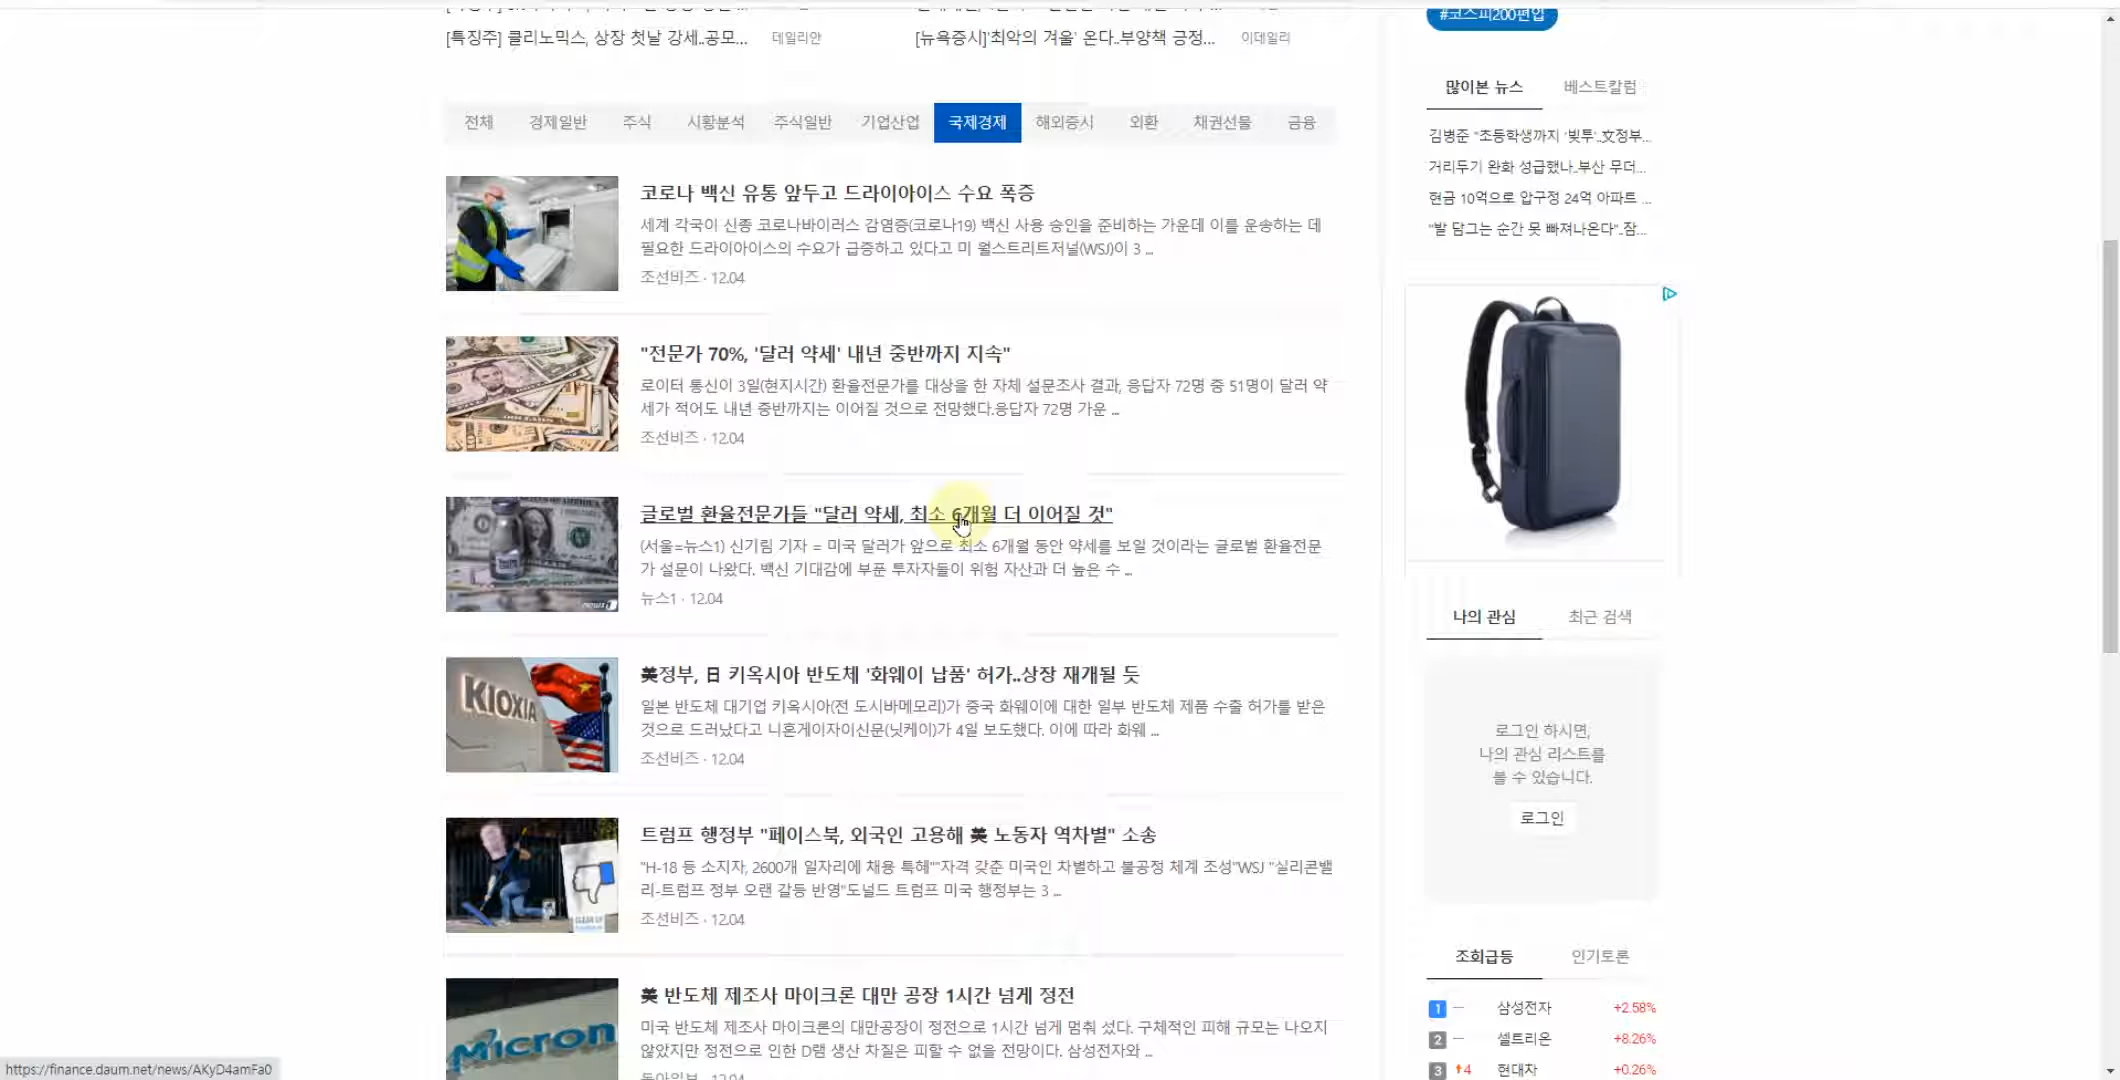 [특징주] 클리노믹스, 상장 첫날 강세..공모... 데일리안
[뉴욕증시]'최악의 겨울' 온다..부양책 긍정... 이데일리
#코스피200편입
전체 경제일반 주식 시황분석 주식일반 기업산업 국제경제 해외증시 외환 채권선물 금융
코로나 백신 유통 앞두고 드라이아이스 수요 폭증
세계 각국이 신종 코로나바이러스 감염증(코로나19) 백신 사용 승인을 준비하는 가운데 이를 운송하는 데
필요한 드라이아이스의 수요가 급증하고 있다고 미 월스트리트저널(WSJ)이 3 ...
조선비즈 · 12.04
"전문가 70%, '달러 약세' 내년 중반까지 지속"
로이터 통신이 3일(현지시간) 환율전문가를 대상을 한 자체 설문조사 결과, 응답자 72명 중 51명이 달러 약
세가 적어도 내년 중반까지는 이어질 것으로 전망했다.응답자 72명 가운 ...
조선비즈 · 12.04
글로벌 환율전문가들 "달러 약세, 최소 6개월 더 이어질 것"
(서울=뉴스1) 신기림 기자 = 미국 달러가 앞으로 최소 6개월 동안 약세를 보일 것이라는 글로벌 환율전문
가 설문이 나왔다. 백신 기대감에 부푼 투자자들이 위험 자산과 더 높은 수 ...
뉴스1 · 12.04
news1
KIOXIA
美정부, 日 키옥시아 반도체 '화웨이 납품' 허가..상장 재개될 듯
일본 반도체 대기업 키옥시아(전 도시바메모리)가 중국 화웨이에 대한 일부 반도체 제품 수출 허가를 받은
것으로 드러났다고 니혼게이자이신문(닛케이)가 4일 보도했다. 이에 따라 화웨 ...
조선비즈 · 12.04
트럼프 행정부 "페이스북, 외국인 고용해 美 노동자 역차별" 소송
"H-18 등 소지자, 2600개 일자리에 채용 특혜""자격 갖춘 미국인 차별하고 불공정 체계 조성"WSJ "실리콘밸
리-트럼프 정부 오랜 갈등 반영"도널드 트럼프 미국 행정부는 3 ...
조선비즈 · 12.04
CLEAN UP
Micron
美 반도체 제조사 마이크론 대만 공장 1시간 넘게 정전
미국 반도체 제조사 마이크론의 대만공장이 정전으로 1시간 넘게 멈춰 섰다. 구체적인 피해 규모는 나오지
않았지만 정전으로 인한 D램 생산 차질은 피할 수 없을 전망이다. 삼성전자와 ...
동아일보 · 12.04
많이본 뉴스 베스트칼럼
김병준 "초등학생까지 '빚투'..文정부...
거리두기 완화 성급했나..부산 무더...
현금 10억으로 압구정 24억 아파트 ...
"발 담그는 순간 못 빠져나온다"..잠...
나의 관심 최근 검색
로그인 하시면,
나의 관심 리스트를
볼 수 있습니다.
로그인
조회급등 인기토론
1 삼성전자 +2.58%
2 셀트리온 +8.26%
3 4 현대차 +0.26%
https://finance.daum.net/news/AKyD4amFa0